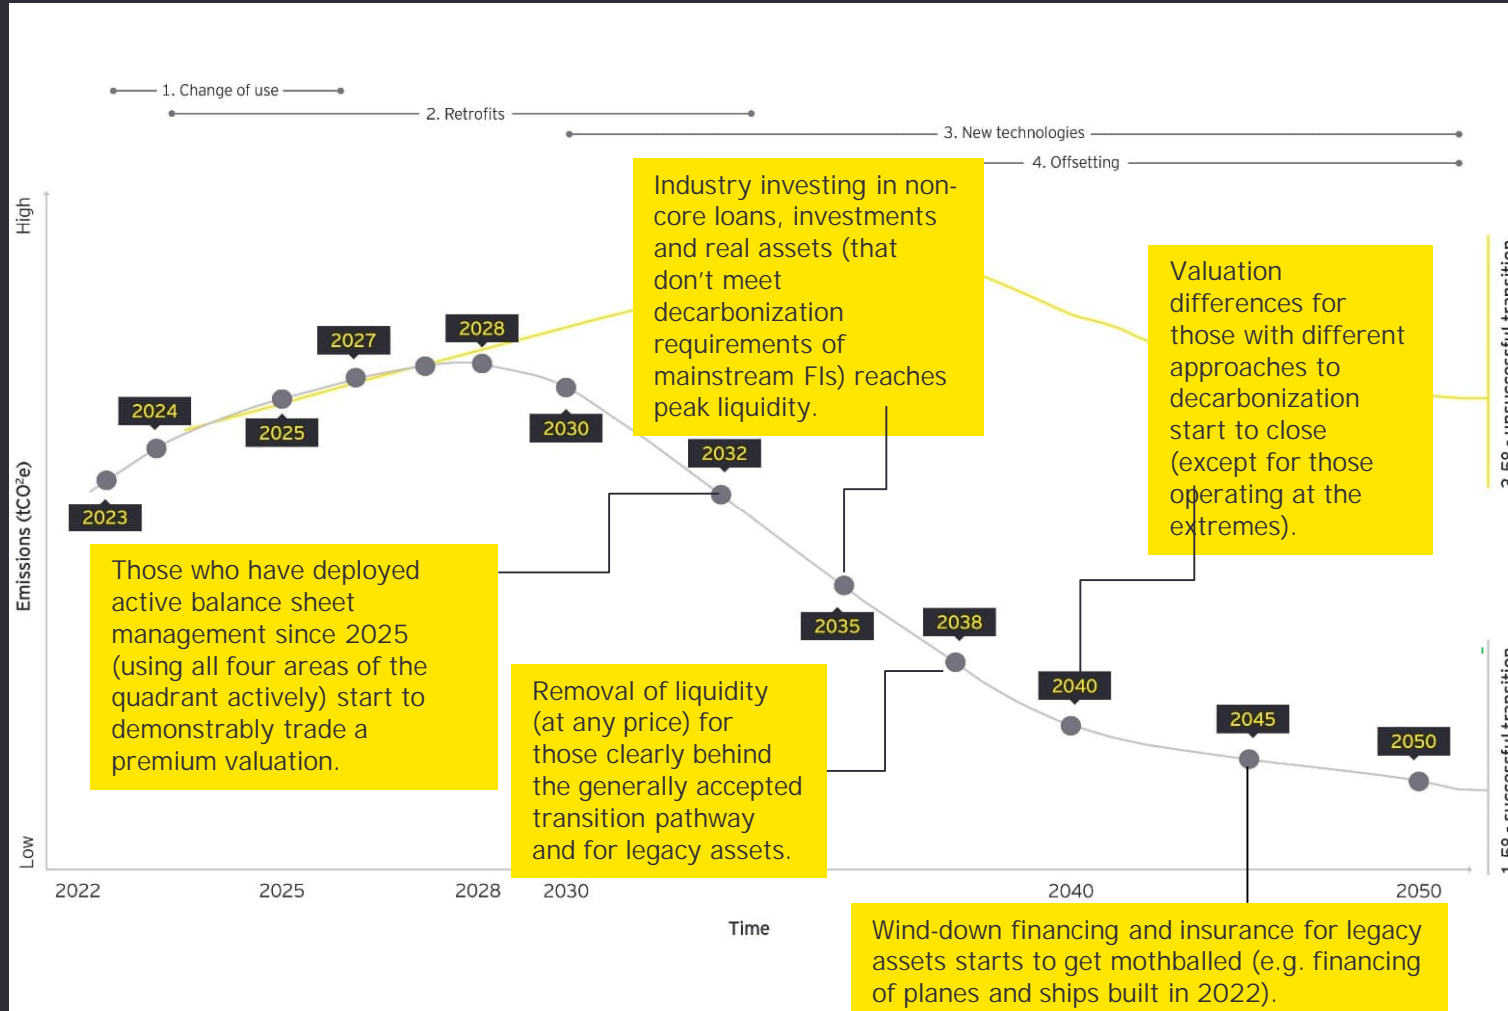 1. Change of use
2. Retrofits
3. New technologies
4. Offsetting
High
Emissions (tCO²e)
Low
Industry investing in non-
core loans, investments
and real assets (that
don't meet
decarbonization
requirements of
mainstream FIs) reaches
peak liquidity.
Valuation
differences for
those with different
approaches to
decarbonization
start to close
(except for those
operating at the
extremes).
2023
2024
2025
2027
2028
2030
2032
2035
2038
2040
2045
2050
Those who have deployed
active balance sheet
management since 2025
(using all four areas of the
quadrant actively) start to
demonstrably trade a
premium valuation.
Removal of liquidity
(at any price) for
those clearly behind
the generally accepted
transition pathway
and for legacy assets.
2022
2025
2028
2030
2040
2050
Time
Wind-down financing and insurance for legacy
assets starts to get mothballed (e.g. financing
of planes and ships built in 2022).